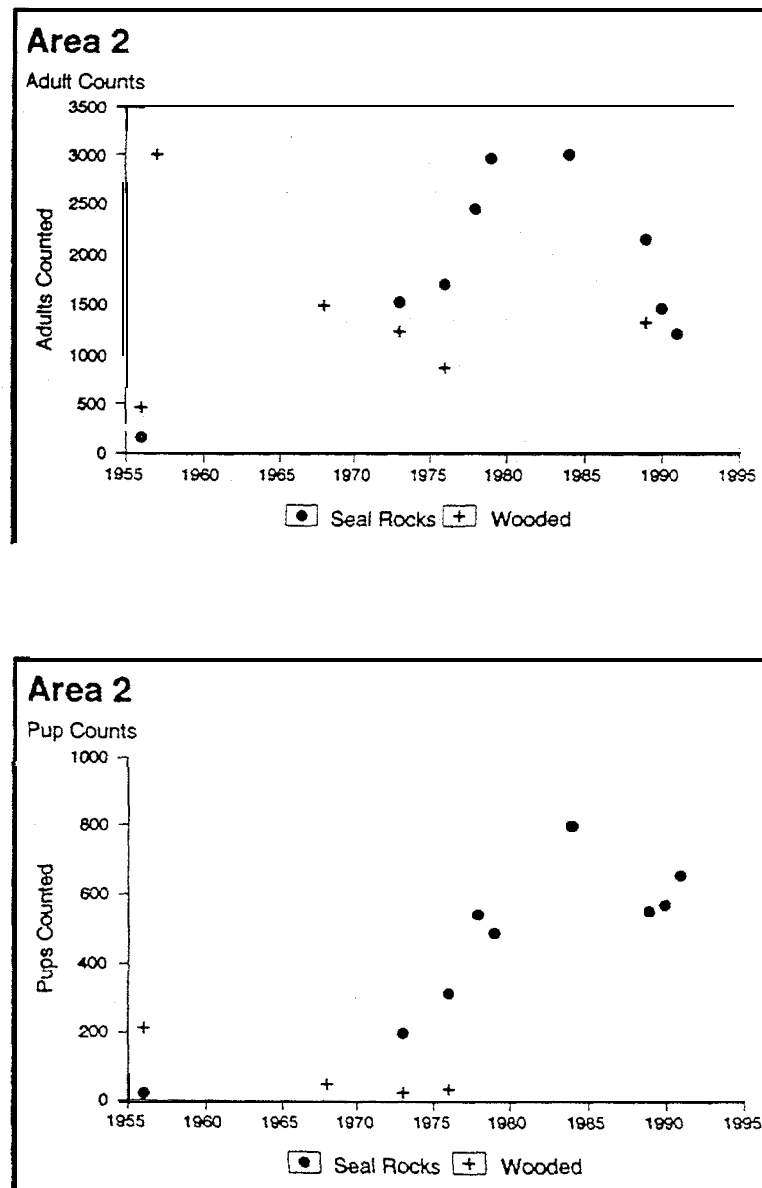 Area 2
Adult Counts
3500
3000
2500
2000
1500
1000
500
0
Adults Counted
1955 1960 1965 1970 1975 1980 1985 1990 1995
Seal Rocks Wooded
Area 2
Pup Counts
1000
800
600
400
200
0
Pups Counted
1955 1960 1965 1970 1975 1980 1985 1990 1995
Seal Rocks Wooded